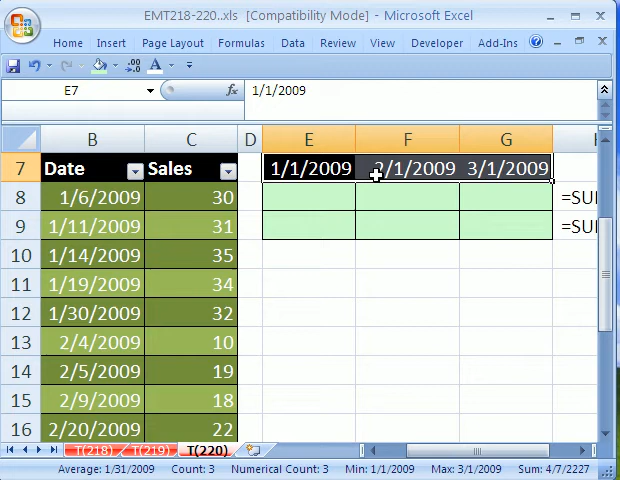 EMT218-220..xls [Compatibility Mode] - Microsoft Excel
Home Insert Page Layout Formulas Data Review View Developer Add-Ins
E7 fx 1/1/2009
B C D E F G
7 Date Sales 1/1/2009 2/1/2009 3/1/2009
8 1/6/2009 30 =SU
9 1/11/2009 31 =SU
10 1/14/2009 35
11 1/19/2009 34
12 1/30/2009 32
13 2/4/2009 10
14 2/5/2009 19
15 2/9/2009 18
16 2/20/2009 22
T(218) T(219) T(220)
Average: 1/31/2009 Count: 3 Numerical Count: 3 Min: 1/1/2009 Max: 3/1/2009 Sum: 4/7/2227